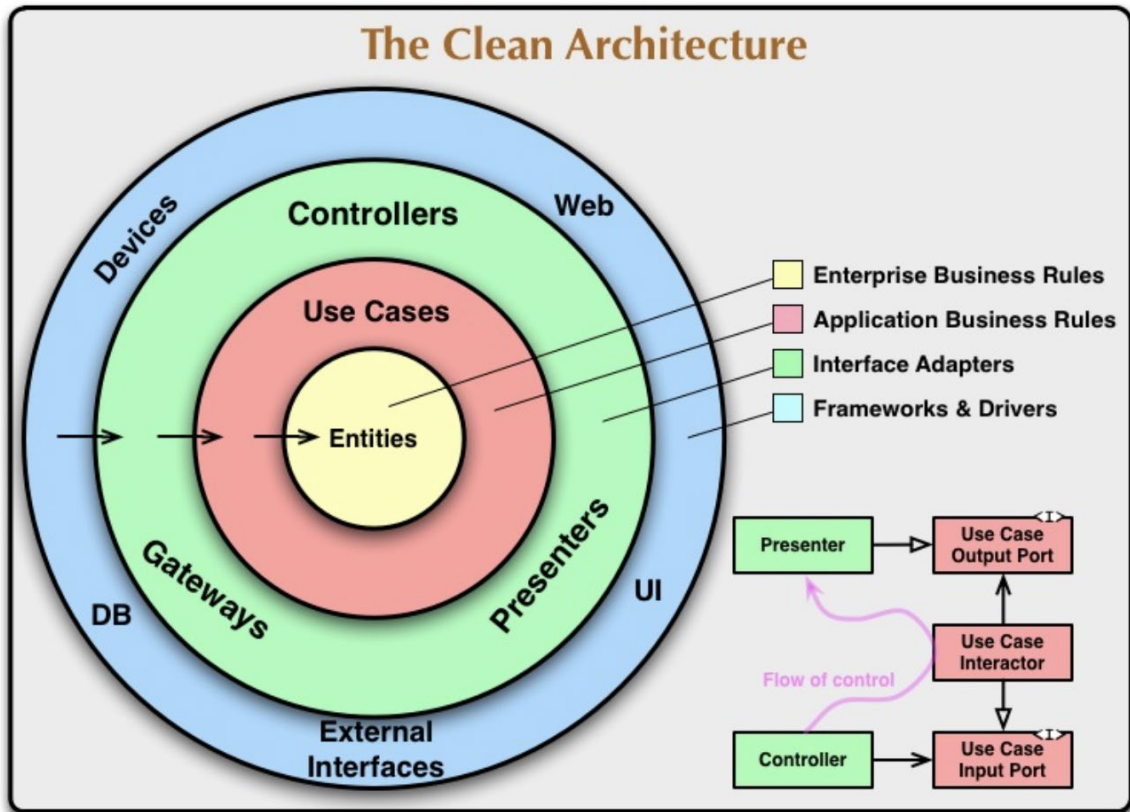 The Clean Architecture
Devices
Controllers
Web
Use Cases
Entities
Gateways
Presenters
DB
UI
External
Interfaces
Enterprise Business Rules
Application Business Rules
Interface Adapters
Frameworks & Drivers
Presenter
<I>
Use Case
Output Port
Use Case
Interactor
Flow of control
Controller
<I>
Use Case
Input Port